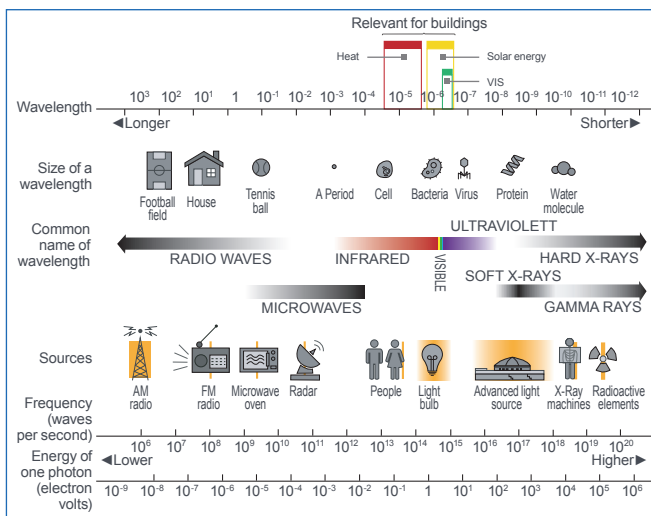 Relevant for buildings
Heat
Solar energy
VIS
10³ 10² 10¹ 1 10⁻¹ 10⁻² 10⁻³ 10⁻⁴ 10⁻⁵ 10⁻⁶ 10⁻⁷ 10⁻⁸ 10⁻⁹ 10⁻¹⁰ 10⁻¹¹ 10⁻¹²
Wavelength
◄Longer
Shorter►
Size of a
wavelength
Football
field
House
Tennis
ball
A Period
Cell
Bacteria
Virus
Protein
Water
molecule
Common
name of
wavelength
RADIO WAVES
INFRARED
VISIBLE
ULTRAVIOLETT
HARD X-RAYS
MICROWAVES
SOFT X-RAYS
GAMMA RAYS
Sources
AM
radio
FM
radio
Microwave
oven
Radar
People
Light
bulb
Advanced light
source
X-Ray
machines
Radioactive
elements
Frequency
(waves
per second)
10⁶ 10⁷ 10⁸ 10⁹ 10¹⁰ 10¹¹ 10¹² 10¹³ 10¹⁴ 10¹⁵ 10¹⁶ 10¹⁷ 10¹⁸ 10¹⁹ 10²⁰
Energy of
one photon
(electron
volts)
◄Lower
Higher►
10⁻⁹ 10⁻⁸ 10⁻⁷ 10⁻⁶ 10⁻⁵ 10⁻⁴ 10⁻³ 10⁻² 10⁻¹ 1 10¹ 10² 10³ 10⁴ 10⁵ 10⁶